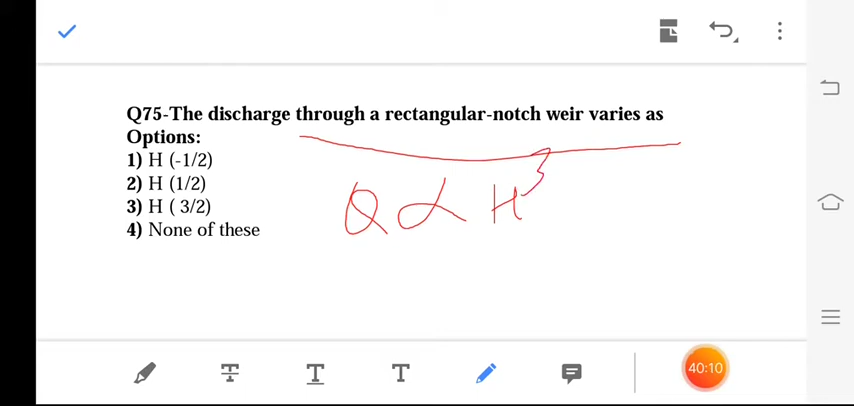 Q75-The discharge through a rectangular-notch weir varies as
Options:
1) H (-1/2)
2) H (1/2)
3) H ( 3/2)
4) None of these
Q ∝ H^3
T T T
40:10